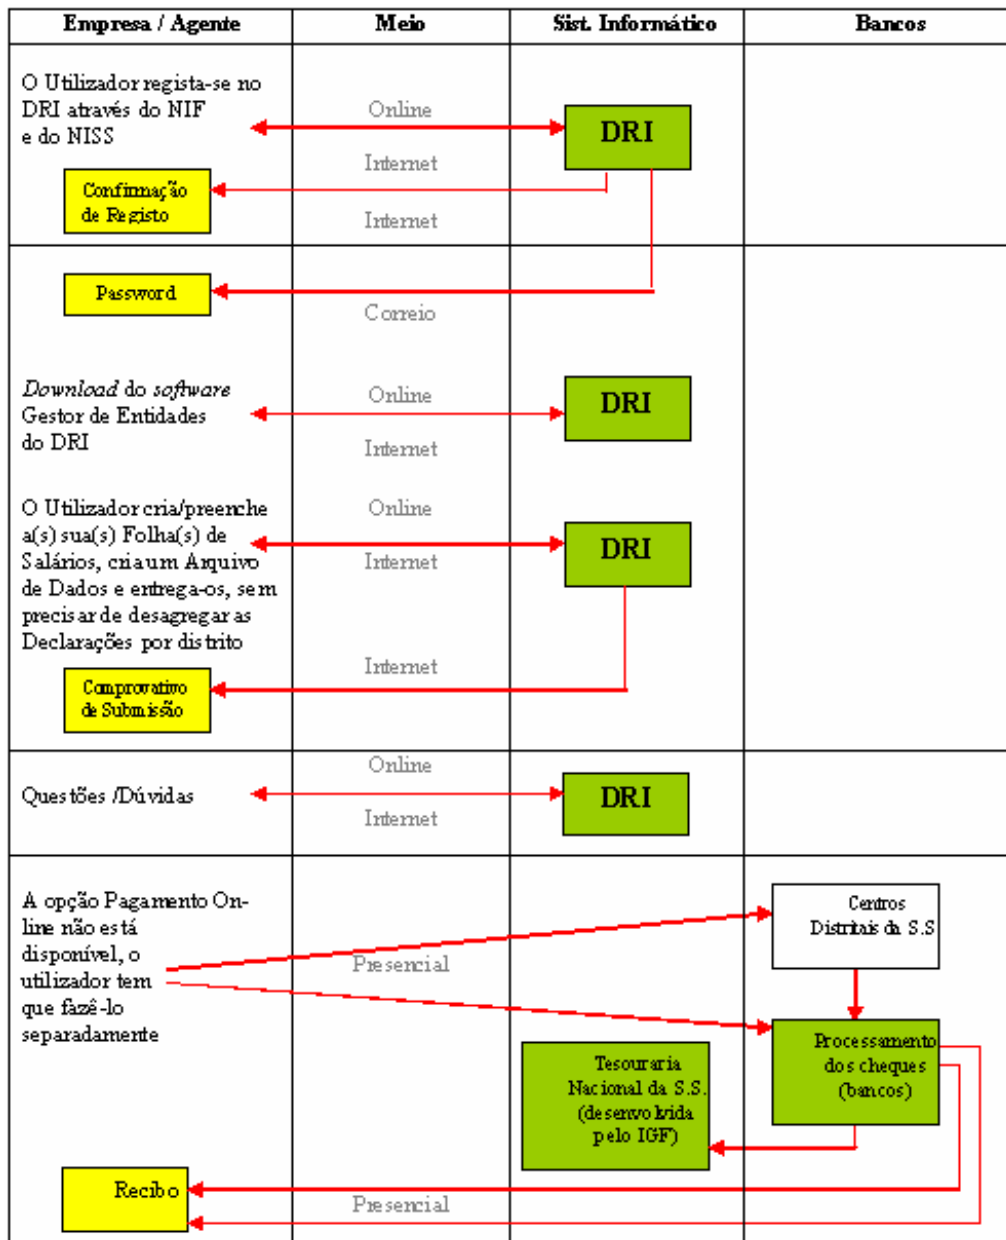 Empresa / Agente
Meio
Sist. Informático
Bancos
O Utilizador regista-se no
DRI através do NIF
e do NISS
Online
DRI
Internet
Confirmação
de Registo
Internet
Password
Correio
Download do software
Gestor de Entidades
do DRI
Online
DRI
Internet
O Utilizador cria/preenche
a(s) sua(s) Folha(s) de
Salários, cria um Arquivo
de Dados e entrega-os, sem
precisar de desagregar as
Declarações por distrito
Online
DRI
Internet
Internet
Comprovativo
de Submissão
Questões /Dúvidas
Online
DRI
Internet
A opção Pagamento On-
line não está
disponível, o
utilizador tem
que fazê-lo
separadamente
Presencial
Centros
Distritais da S.S
Processamento
dos cheques
(bancos)
Tesouraria
Nacional da S.S.
(desenvolvida
pelo IGF)
Recibo
Presencial